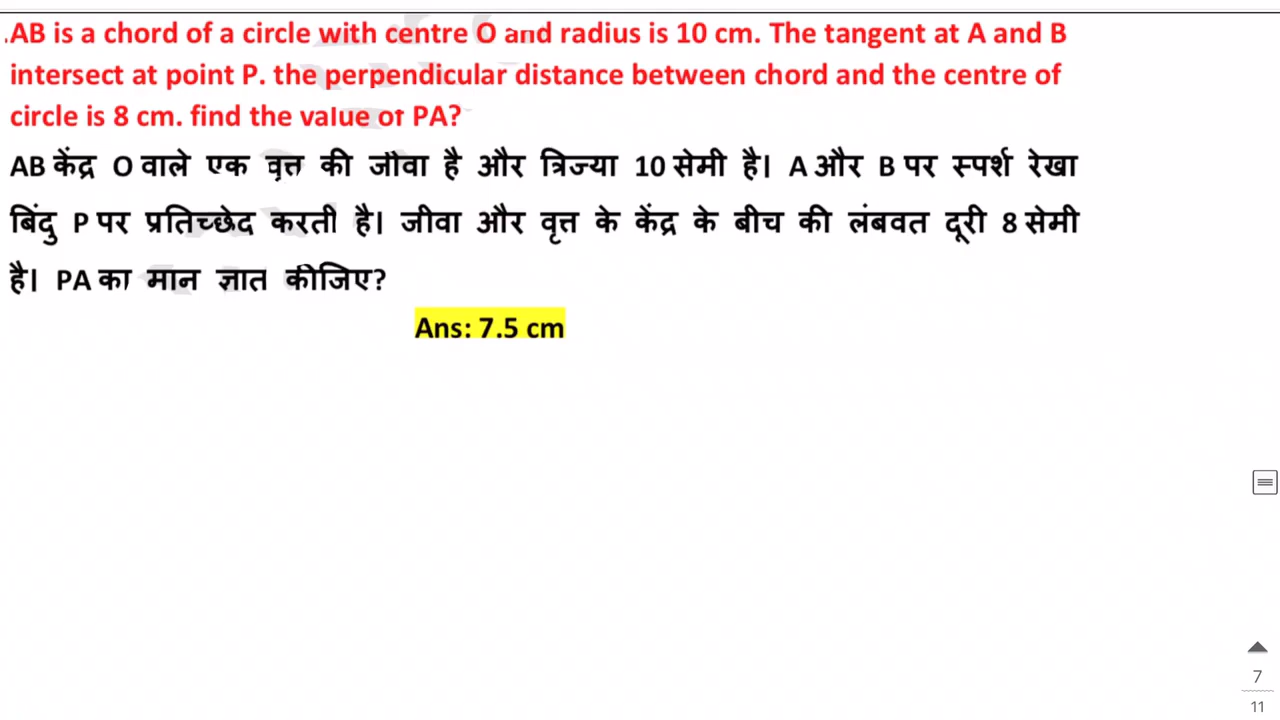 .AB is a chord of a circle with centre O and radius is 10 cm. The tangent at A and B
intersect at point P. the perpendicular distance between chord and the centre of
circle is 8 cm. find the value of PA?
AB केंद्र O वाले एक वृत्त की जीवा है और त्रिज्या 10 सेमी है। A और B पर स्पर्श रेखा
बिंदु P पर प्रतिच्छेद करती है। जीवा और वृत्त के केंद्र के बीच की लंबवत दूरी 8 सेमी
है। PA का मान ज्ञात कीजिए?
Ans: 7.5 cm
7
11